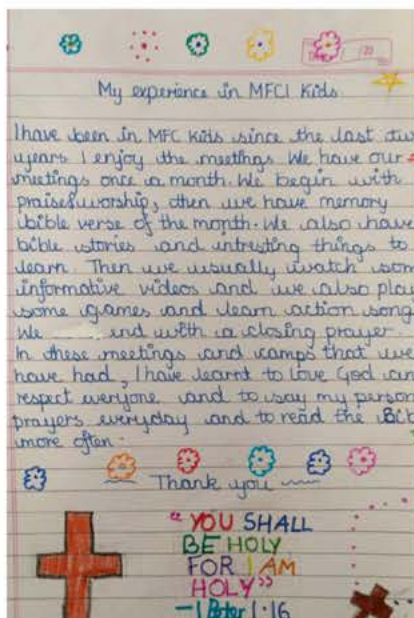 My experience in MFCI Kids
I have been in MFC Kids since the last
years I enjoy the meetings We have our
meetings once a month. We begin with
praise/worship, then we have memory
bible verse of the month. We also have
bible stories and intresting things to
learn. Then we usually watch som
informative videos and we also play
some games and learn action song
We end with a closing prayer.
In these meetings and camps that we
have had, I have learnt to love God an
respect everyone and to say my person
prayers everyday and to read the Bib
more often.
Thank you
"YOU SHALL
BE HOLY
FOR I AM
HOLY"
-1 Peter 1:16